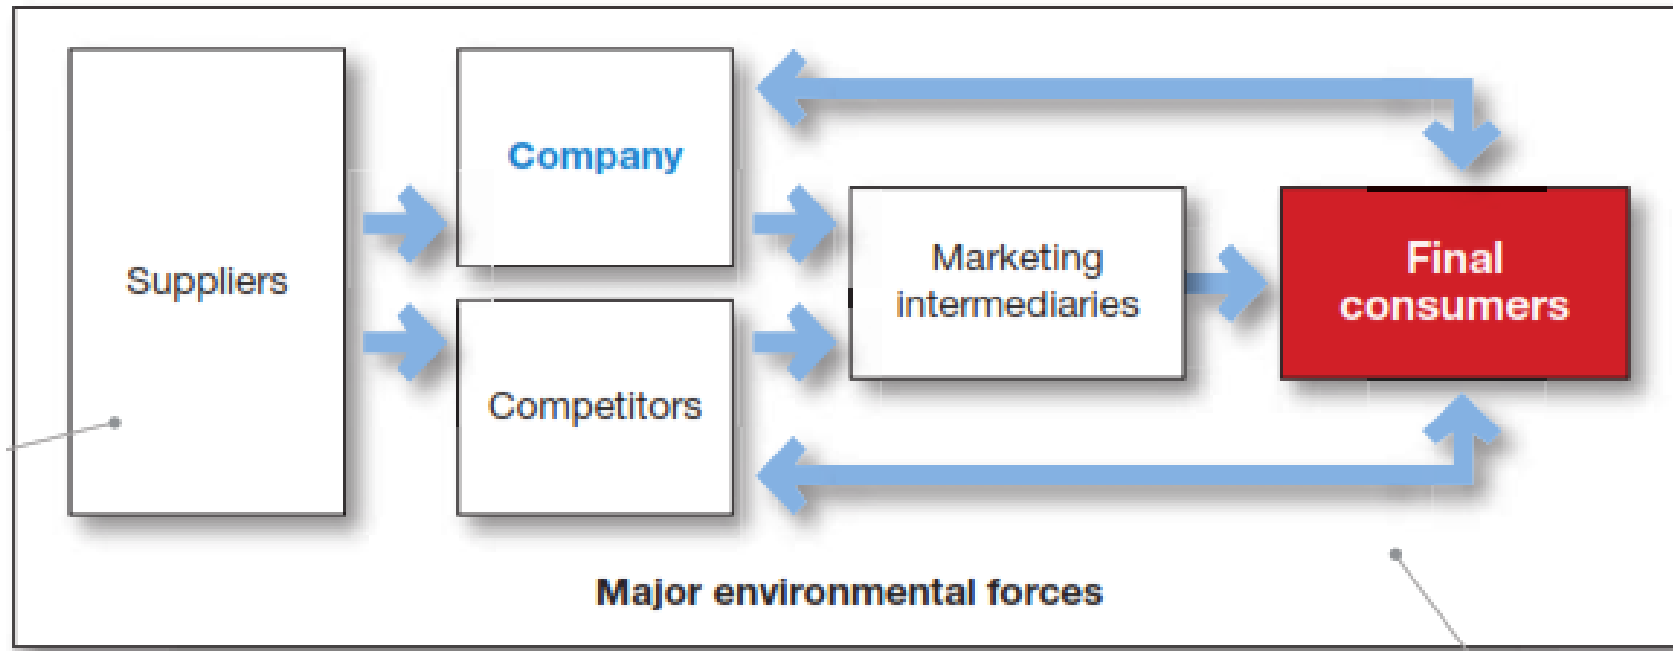 Suppliers
Company
Competitors
Marketing
intermediaries
Final
consumers
Major environmental forces